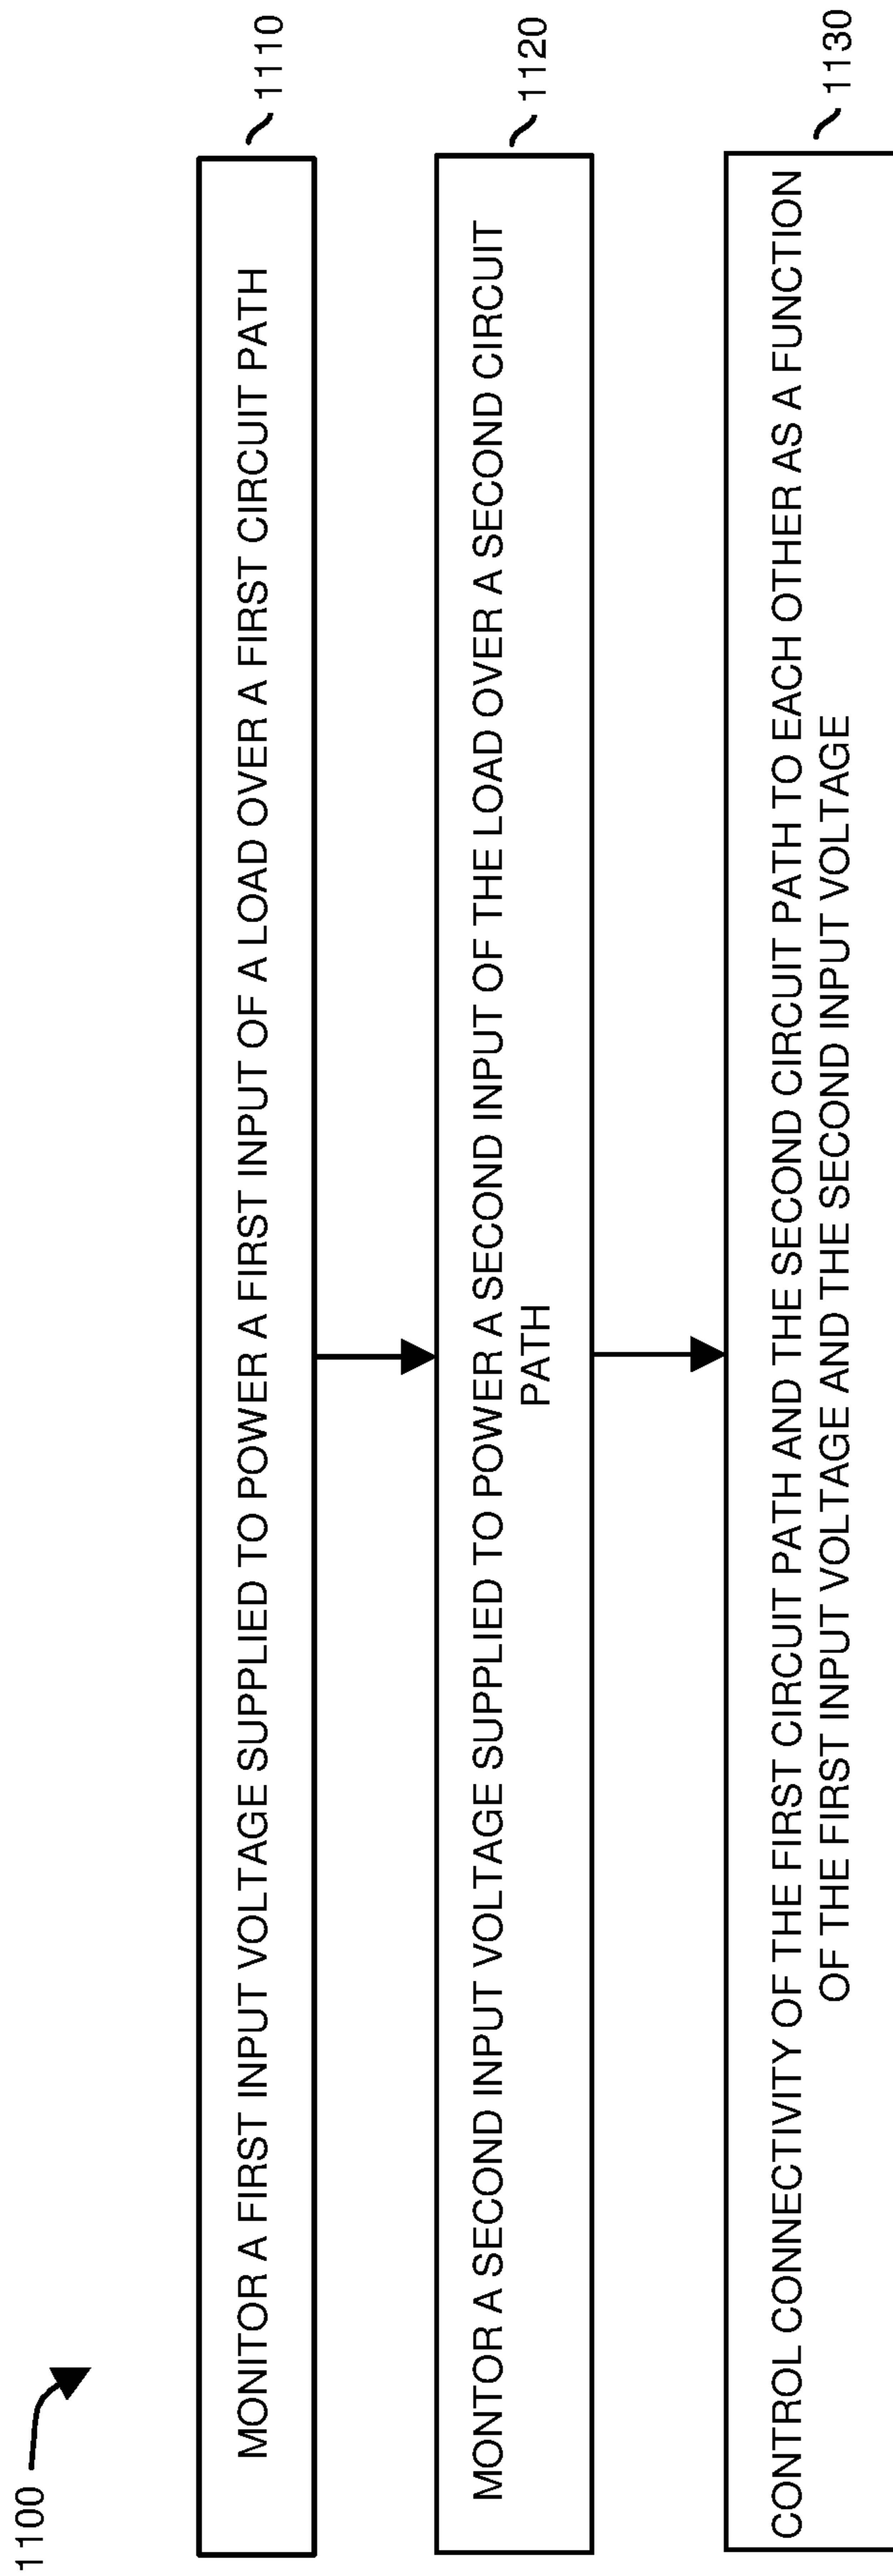 1100
MONITOR A FIRST INPUT VOLTAGE SUPPLIED TO POWER A FIRST INPUT OF A LOAD OVER A FIRST CIRCUIT PATH
1110
MONTOR A SECOND INPUT VOLTAGE SUPPLIED TO POWER A SECOND INPUT OF THE LOAD OVER A SECOND CIRCUIT
PATH
1120
CONTROL CONNECTIVITY OF THE FIRST CIRCUIT PATH AND THE SECOND CIRCUIT PATH TO EACH OTHER AS A FUNCTION
OF THE FIRST INPUT VOLTAGE AND THE SECOND INPUT VOLTAGE
1130